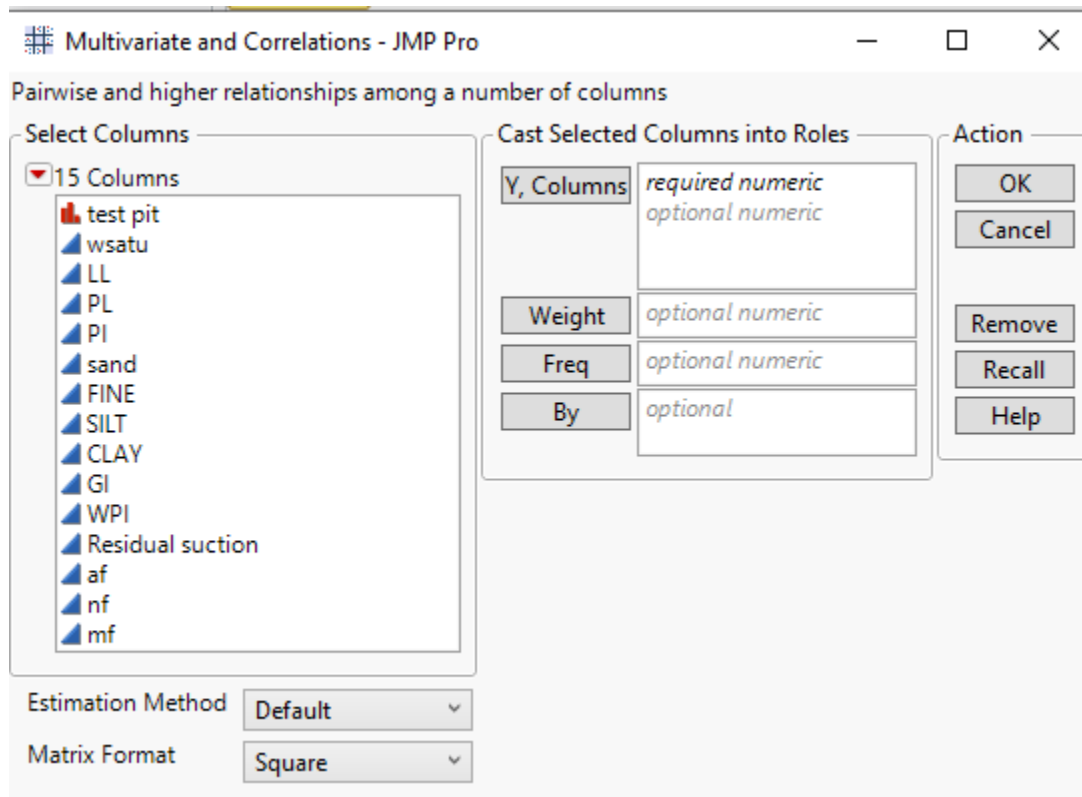 Multivariate and Correlations - JMP Pro
Pairwise and higher relationships among a number of columns
Select Columns
15 Columns
test pit
wsatu
LL
PL
PI
sand
FINE
SILT
CLAY
GI
WPI
Residual suction
af
nf
mf
Estimation Method Default
Matrix Format Square
Cast Selected Columns into Roles
Y, Columns required numeric
optional numeric
Weight optional numeric
Freq optional numeric
By optional
Action
OK
Cancel
Remove
Recall
Help